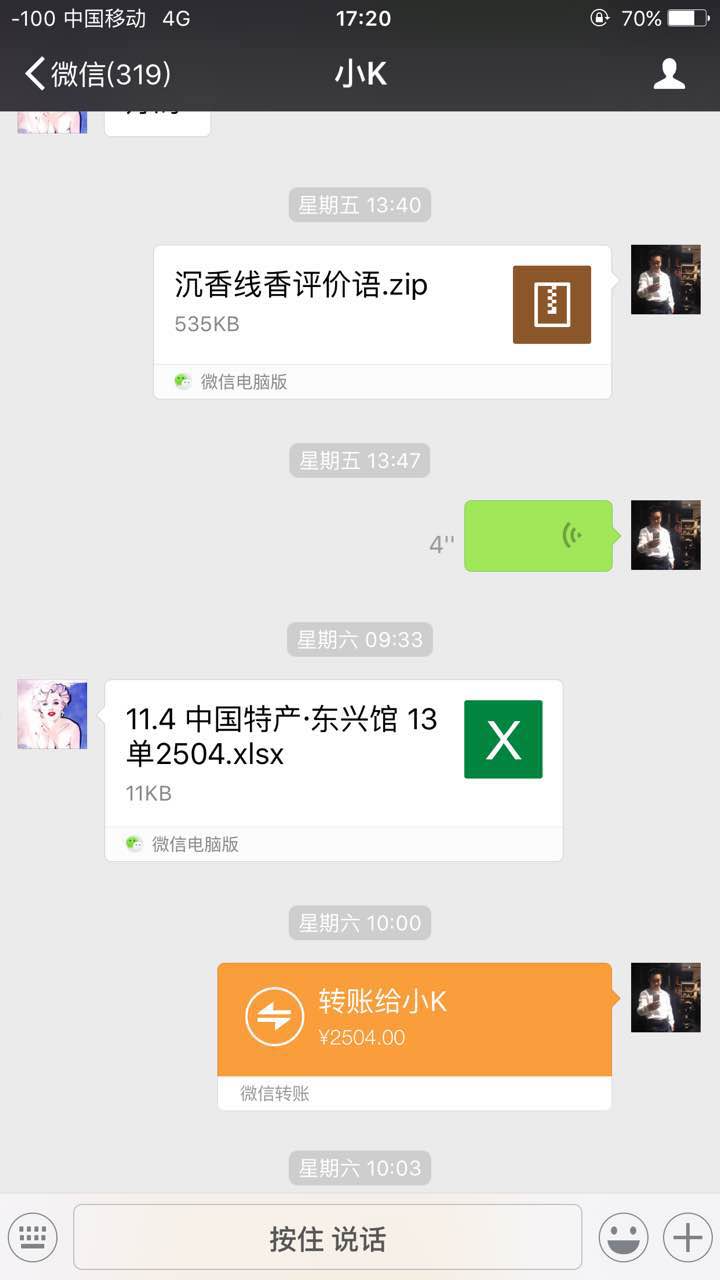 -100 中国移动 4G 17:20 70%
微信(319) 小K
星期五 13:40
沉香线香评价语.zip
535KB
微信电脑版
星期五 13:47
4''
星期六 09:33
11.4 中国特产·东兴馆 13
单2504.xlsx
11KB
X
微信电脑版
星期六 10:00
转账给小K
¥2504.00
微信转账
星期六 10:03
按住 说话